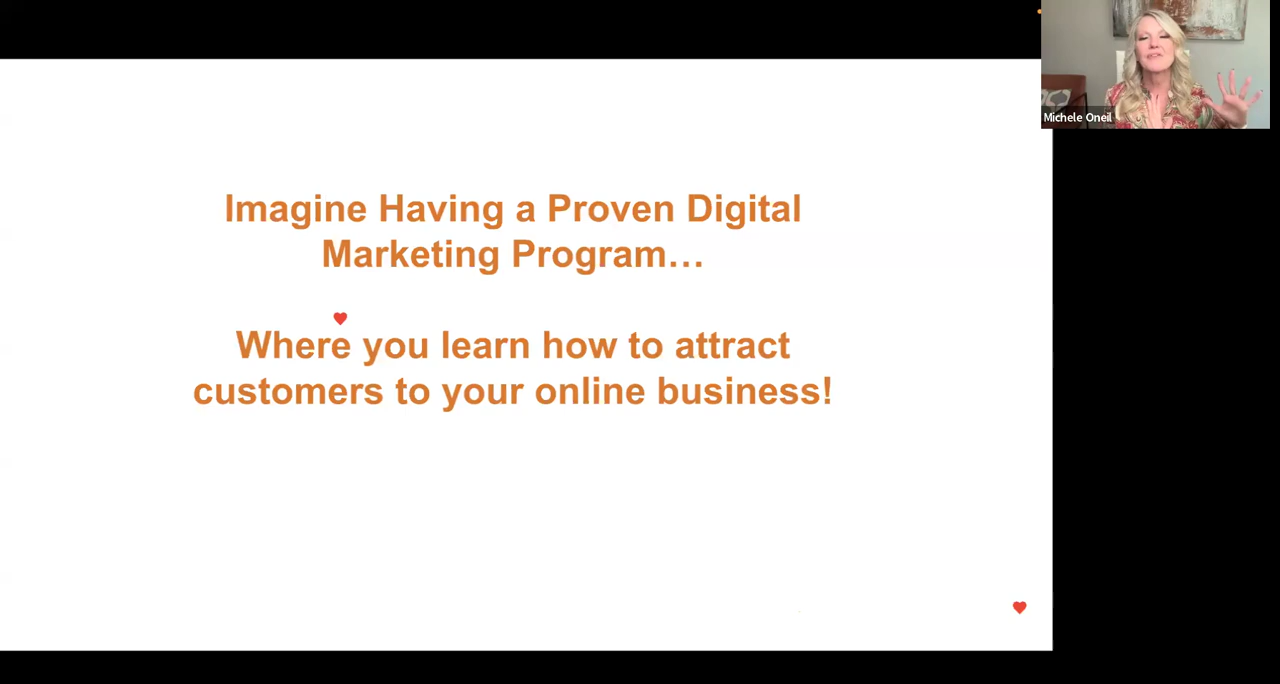 Michele Oneil
Imagine Having a Proven Digital
Marketing Program…
Where you learn how to attract
customers to your online business!